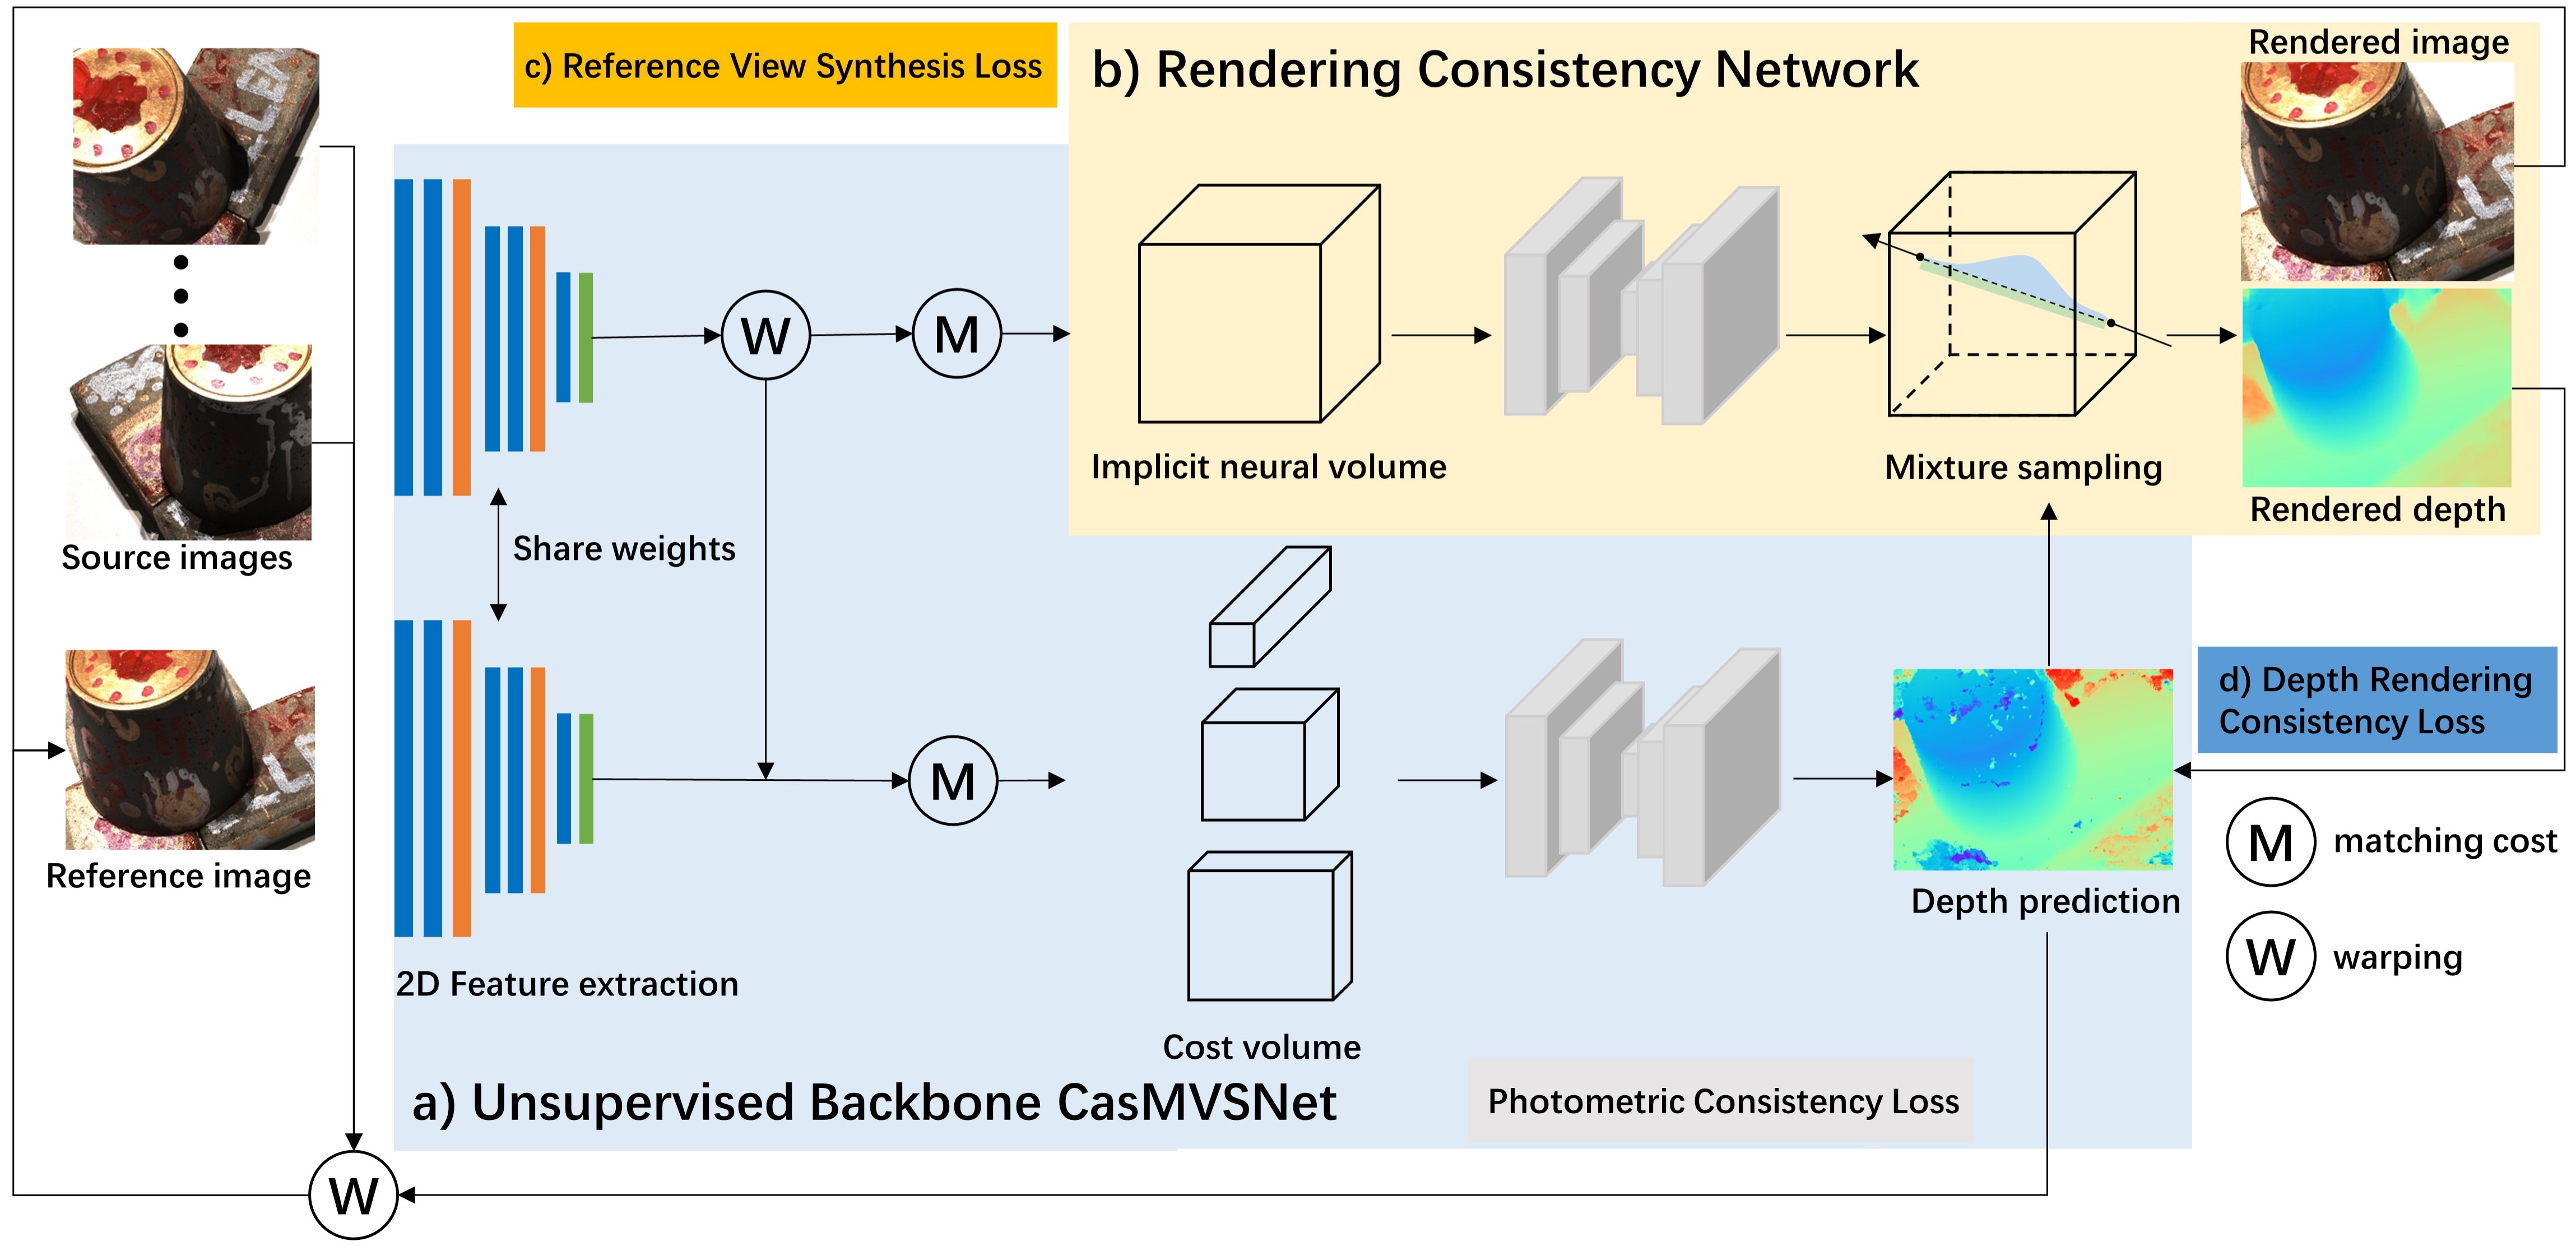 c) Reference View Synthesis Loss
b) Rendering Consistency Network
Rendered image
W
M
Implicit neural volume
Mixture sampling
Rendered depth
Source images
Share weights
Reference image
M
2D Feature extraction
Cost volume
Depth prediction
d) Depth Rendering
Consistency Loss
M matching cost
W warping
a) Unsupervised Backbone CasMVSNet
Photometric Consistency Loss
W